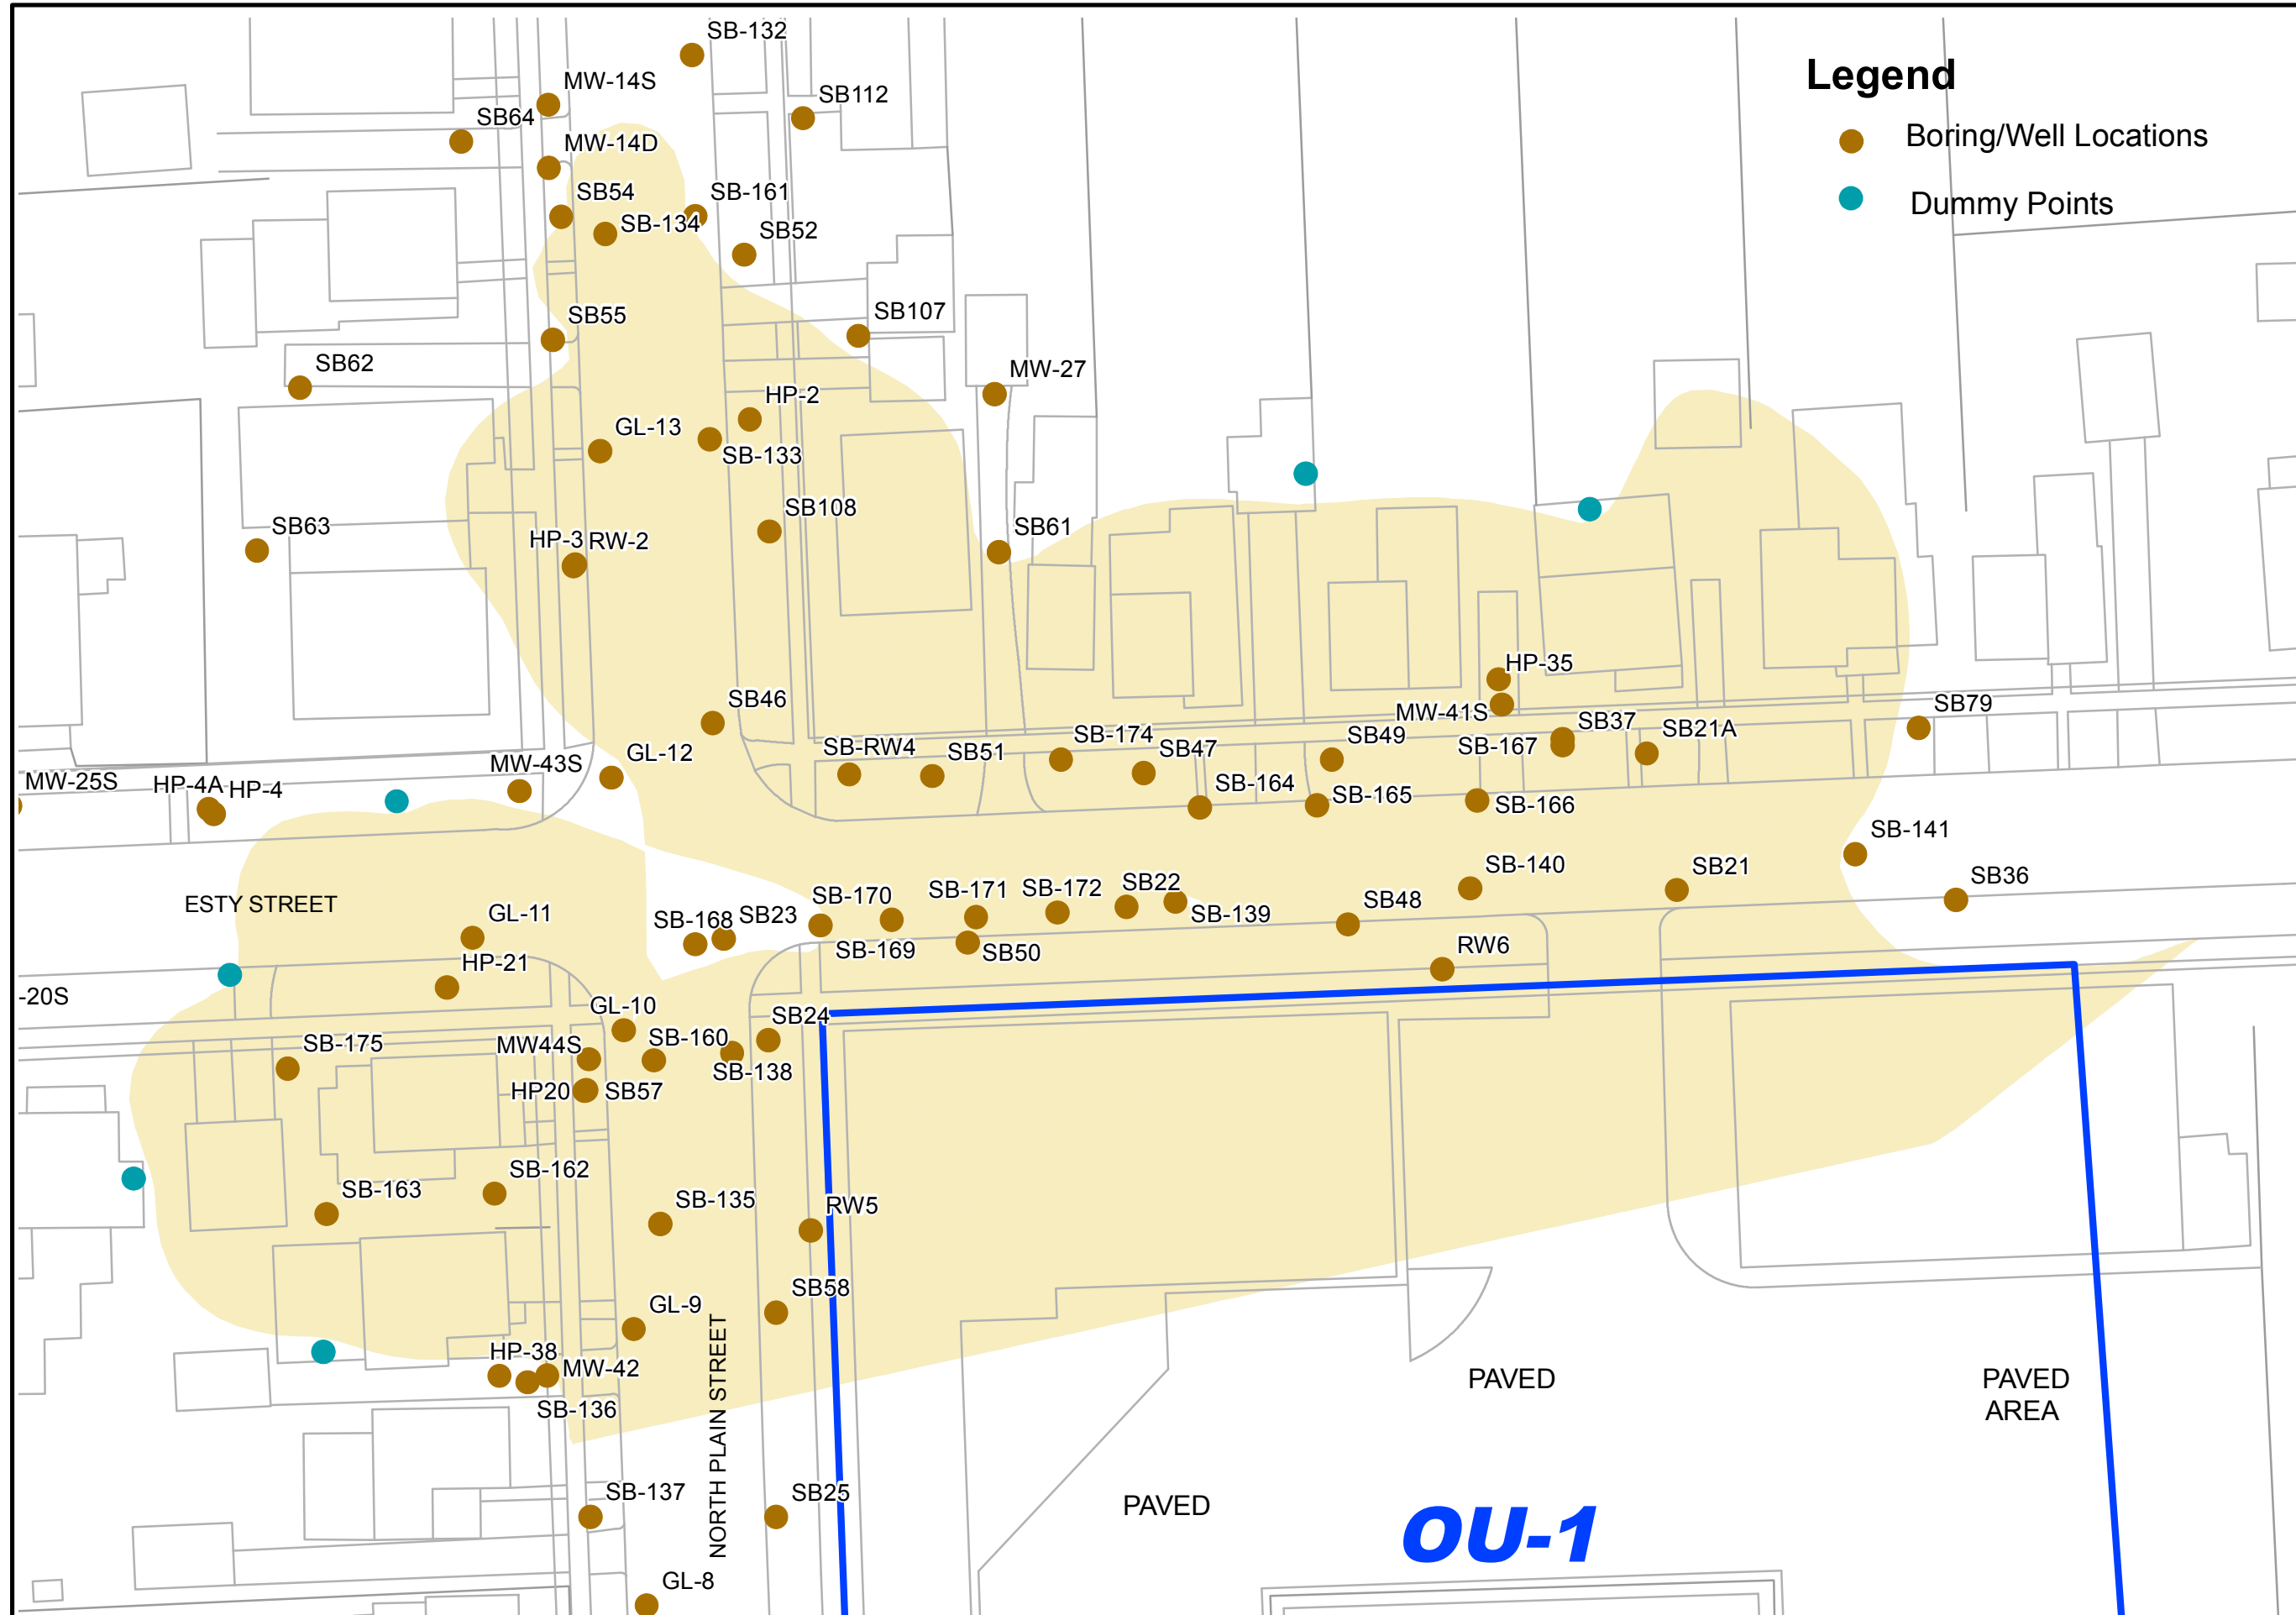 SB-132
Legend
MW-14S
SB112
SB64
Boring/Well Locations
MW-14D
SB54
SB-161
Dummy Points
SB-134
SB52
SB107
SB55
SB62
MW-27
HP-2
GL-13
SB-133
SB108
SB63
SB61
HP-3 RW-2
HP-35
SB46
SB79
MW-41S
SB37
SB21A
SB-174
SB49
SB-RW4
SB51
SB47
SB-167
GL-12
MW-43S
MW-25S
HP-4A HP-4
SB-164
SB-165
SB-166
SB-141
SB-140
SB21
SB36
SB-170
SB-171
SB-172
SB22
ESTY STREET
GL-11
SB-168
SB23
SB-139
SB48
SB-169
SB50
RW6
HP-21
-20S
GL-10
SB24
SB-160
SB-175
MW44S
SB-138
HP20
SB57
SB-162
SB-163
SB-135
RW5
SB58
GL-9
NORTH PLAIN STREET
HP-38
MW-42
SB-136
PAVED
PAVED
AREA
SB-137
SB25
PAVED
OU-1
GL-8